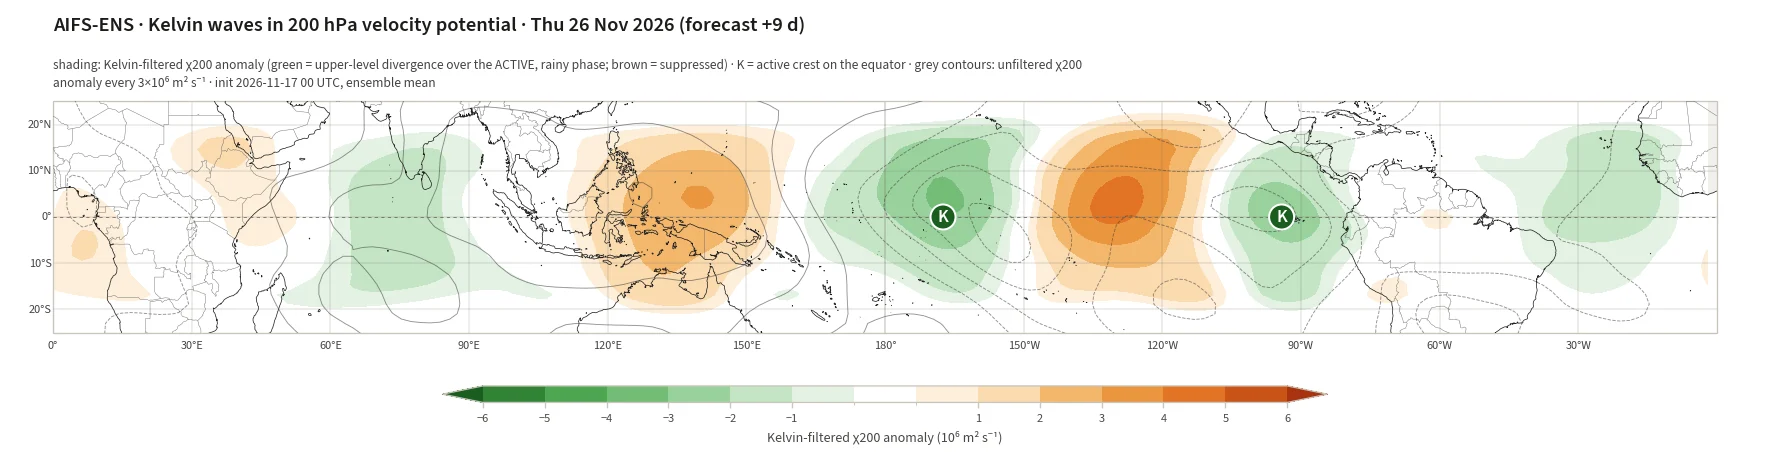 AIFS-ENS · Kelvin waves in 200 hPa velocity potential · Thu 26 Nov 2026 (forecast +9 d)
shading: Kelvin-filtered χ200 anomaly (green = upper-level divergence over the ACTIVE, rainy phase; brown = suppressed) · K = active crest on the equator · grey contours: unfiltered χ200
anomaly every 3×10⁶ m² s⁻¹ · init 2026-11-17 00 UTC, ensemble mean
20°N
10°N
0°
10°S
20°S
K K
0° 30°E 60°E 90°E 120°E 150°E 180° 150°W 120°W 90°W 60°W 30°W
−6 −5 −4 −3 −2 −1 1 2 3 4 5 6
Kelvin-filtered χ200 anomaly (10⁶ m² s⁻¹)